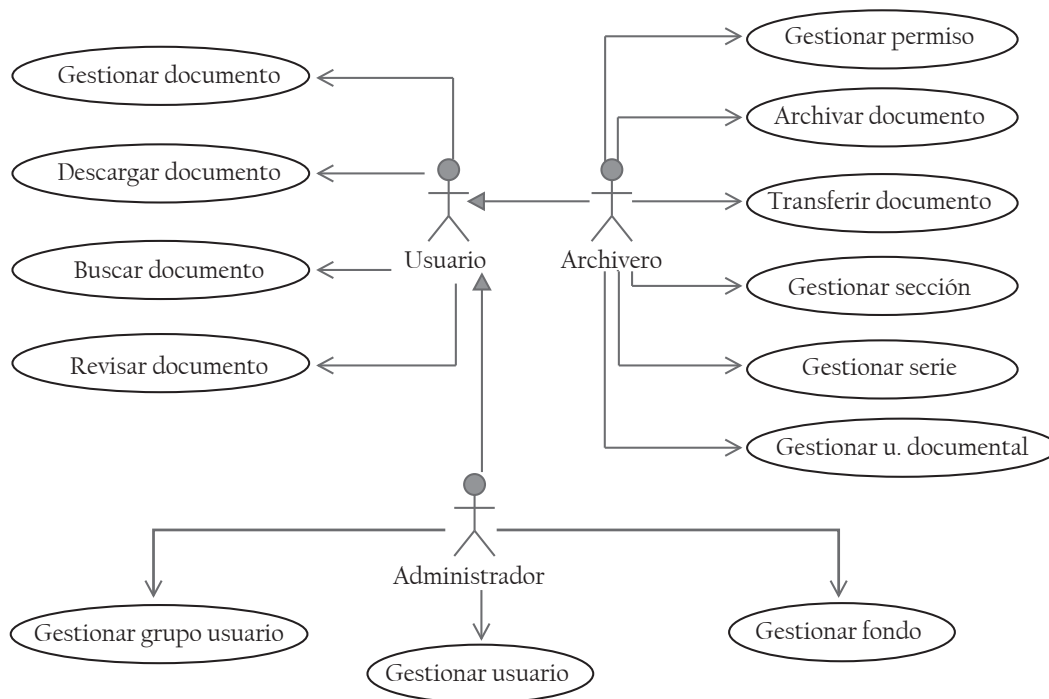 Gestionar permiso
Gestionar documento
Archivar documento
Descargar documento
Transferir documento
Usuario
Archivero
Buscar documento
Gestionar sección
Revisar documento
Gestionar serie
Gestionar u. documental
Administrador
Gestionar grupo usuario
Gestionar fondo
Gestionar usuario